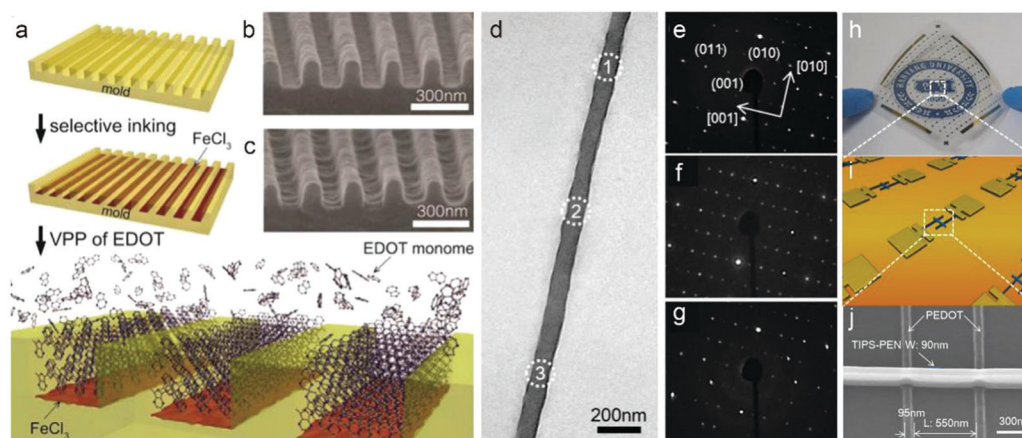 a
mold
selective inking
FeCl3
mold
VPP of EDOT
EDOT monome
FeCl3
b
300nm
c
300nm
d
1
2
3
200nm
e
(011)
(010)
(001)
[010]
[001]
f
g
h
i
j
PEDOT
TIPS-PEN W: 90nm
95nm
L: 550nm
300nm